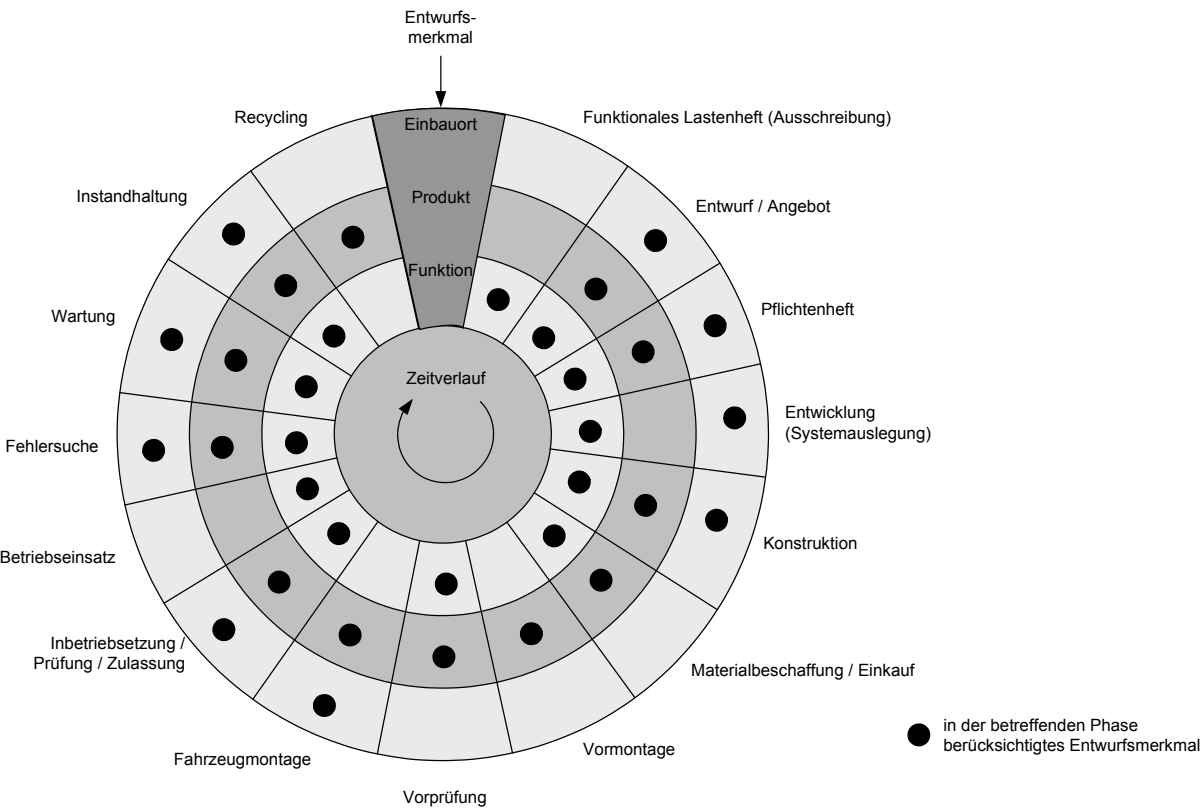 Entwurfs-
merkmal
Einbauort
Produkt
Funktion
Zeitverlauf
Funktionales Lastenheft (Ausschreibung)
Entwurf / Angebot
Pflichtenheft
Entwicklung
(Systemauslegung)
Konstruktion
Materialbeschaffung / Einkauf
Vormontage
Vorprüfung
Fahrzeugmontage
Inbetriebsetzung /
Prüfung / Zulassung
Betriebseinsatz
Fehlersuche
Wartung
Instandhaltung
Recycling
in der betreffenden Phase
berücksichtigtes Entwurfsmerkmal